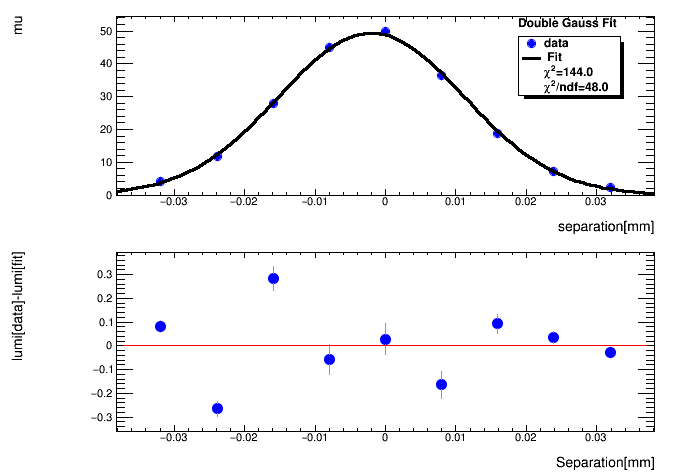 mu
Double Gauss Fit
data
Fit
χ²=144.0
χ²/ndf=48.0
50
40
30
20
10
0
−0.03 −0.02 −0.01 0 0.01 0.02 0.03
separation[mm]
lumi[data]-lumi[fit]
0.3
0.2
0.1
0
−0.1
−0.2
−0.3
−0.03 −0.02 −0.01 0 0.01 0.02 0.03
Separation[mm]